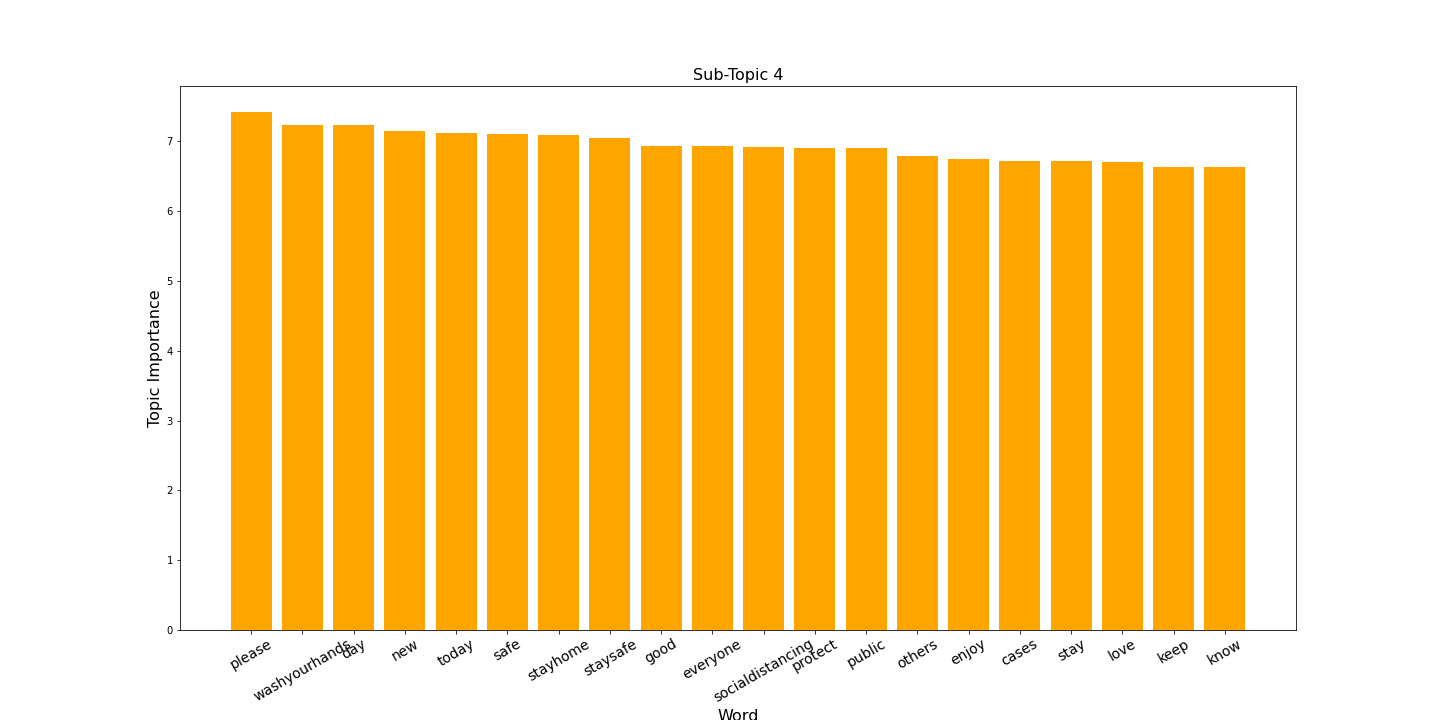 Sub-Topic 4
Topic Importance
7
6
5
4
3
2
1
0
please washyourhands day new today safe stayhome staysafe good everyone socialdistancing protect public others enjoy cases stay love keep know
Word